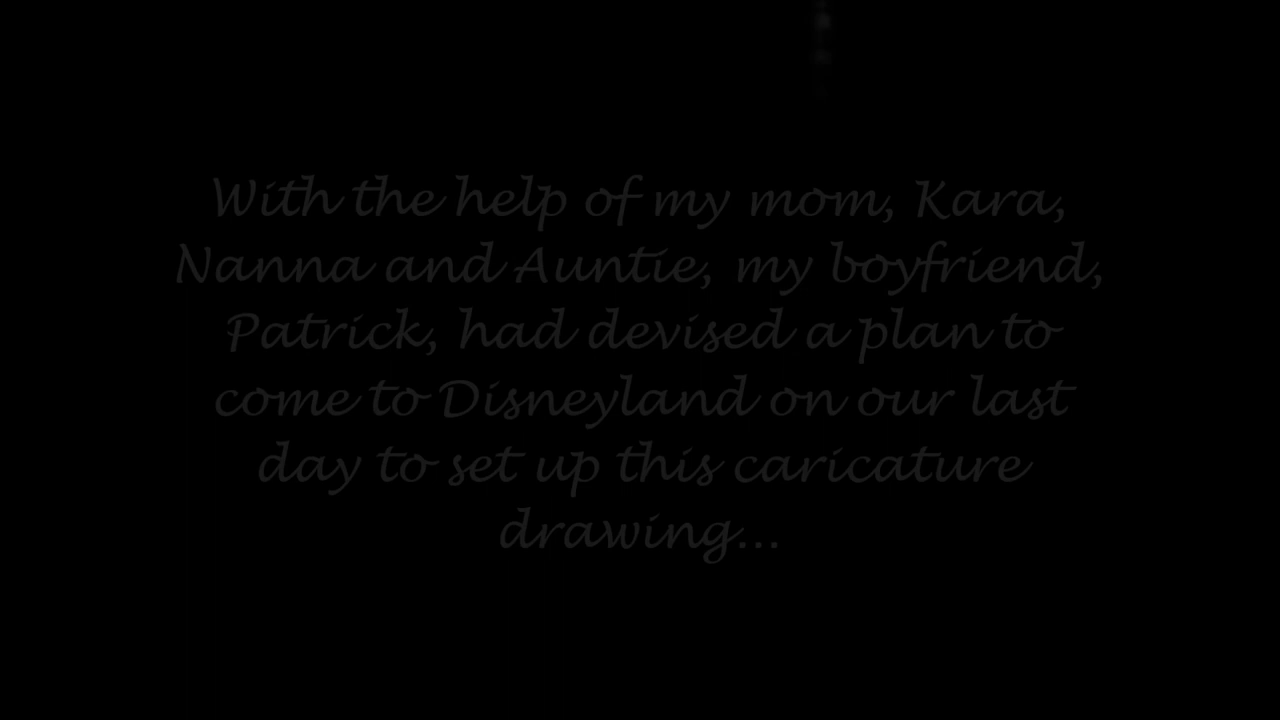 With the help of my mom, Kara,
Nanna and Auntie, my boyfriend,
Patrick, had devised a plan to
come to Disneyland on our last
day to set up this caricature
drawing...